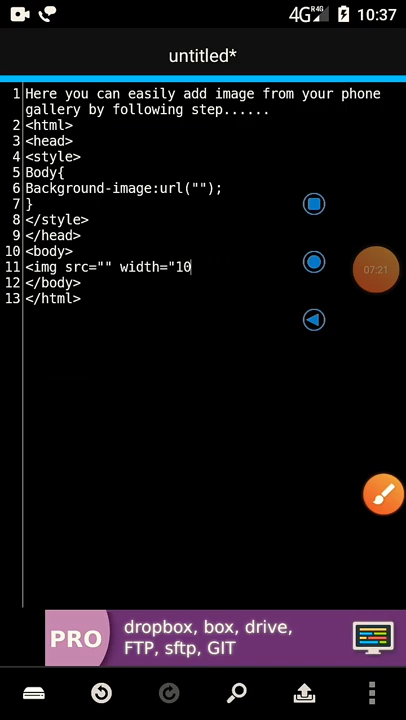 4G R4G 10:37
untitled*
1 Here you can easily add image from your phone
gallery by following step......
2 <html>
3 <head>
4 <style>
5 Body{
6 Background-image:url("");
7 }
8 </style>
9 </head>
10 <body>
11 <img src="" width="10
12 </body>
13 </html>
07:21
PRO dropbox, box, drive,
FTP, sftp, GIT